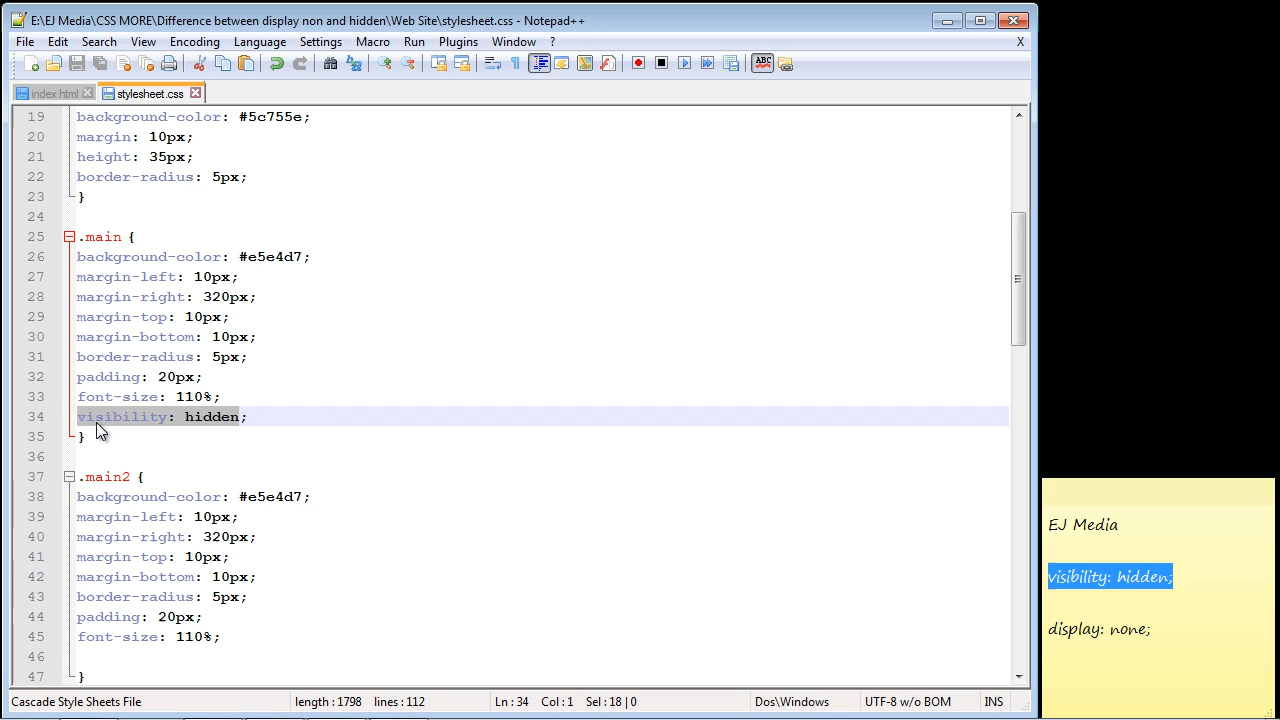 E:\EJ Media\CSS MORE\Difference between display non and hidden\Web Site\stylesheet.css - Notepad++
File Edit Search View Encoding Language Settings Macro Run Plugins Window ? X
index.html stylesheet.css
19 background-color: #5c755e;
20 margin: 10px;
21 height: 35px;
22 border-radius: 5px;
23 }
24
25 .main {
26 background-color: #e5e4d7;
27 margin-left: 10px;
28 margin-right: 320px;
29 margin-top: 10px;
30 margin-bottom: 10px;
31 border-radius: 5px;
32 padding: 20px;
33 font-size: 110%;
34 visibility: hidden;
35 }
36
37 .main2 {
38 background-color: #e5e4d7;
39 margin-left: 10px;
40 margin-right: 320px;
41 margin-top: 10px;
42 margin-bottom: 10px;
43 border-radius: 5px;
44 padding: 20px;
45 font-size: 110%;
46
47 }
Cascade Style Sheets File length : 1798 lines : 112 Ln : 34 Col : 1 Sel : 18 | 0 Dos\Windows UTF-8 w/o BOM INS
EJ Media
visibility: hidden;
display: none;